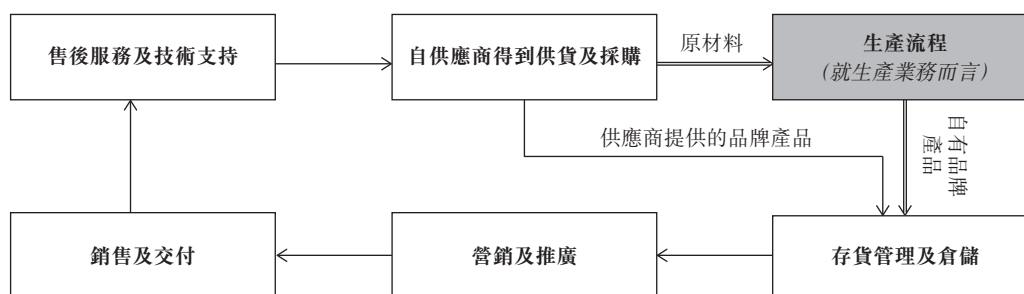 售後服務及技術支持
自供應商得到供貨及採購
原材料
生產流程
(就生產業務而言)
供應商提供的品牌產品
自有品牌
產品
銷售及交付
營銷及推廣
存貨管理及倉儲